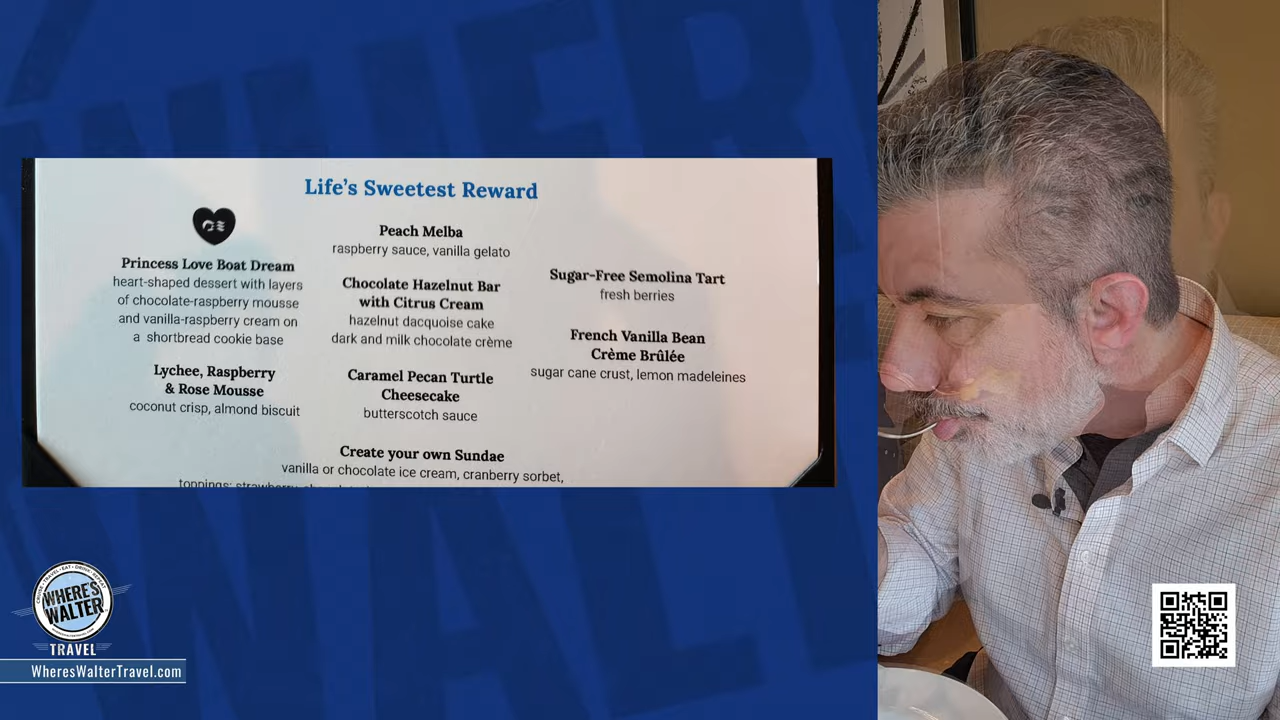 Life's Sweetest Reward
Princess Love Boat Dream
heart-shaped dessert with layers
of chocolate-raspberry mousse
and vanilla-raspberry cream on
a shortbread cookie base
Lychee, Raspberry
& Rose Mousse
coconut crisp, almond biscuit
Peach Melba
raspberry sauce, vanilla gelato
Chocolate Hazelnut Bar
with Citrus Cream
hazelnut dacquoise cake
dark and milk chocolate crème
Caramel Pecan Turtle
Cheesecake
butterscotch sauce
Sugar-Free Semolina Tart
fresh berries
French Vanilla Bean
Crème Brûlée
sugar cane crust, lemon madeleines
Create your own Sundae
vanilla or chocolate ice cream, cranberry sorbet,
toppings: strawberry
WHERE'S
WALTER
TRAVEL
WheresWalterTravel.com